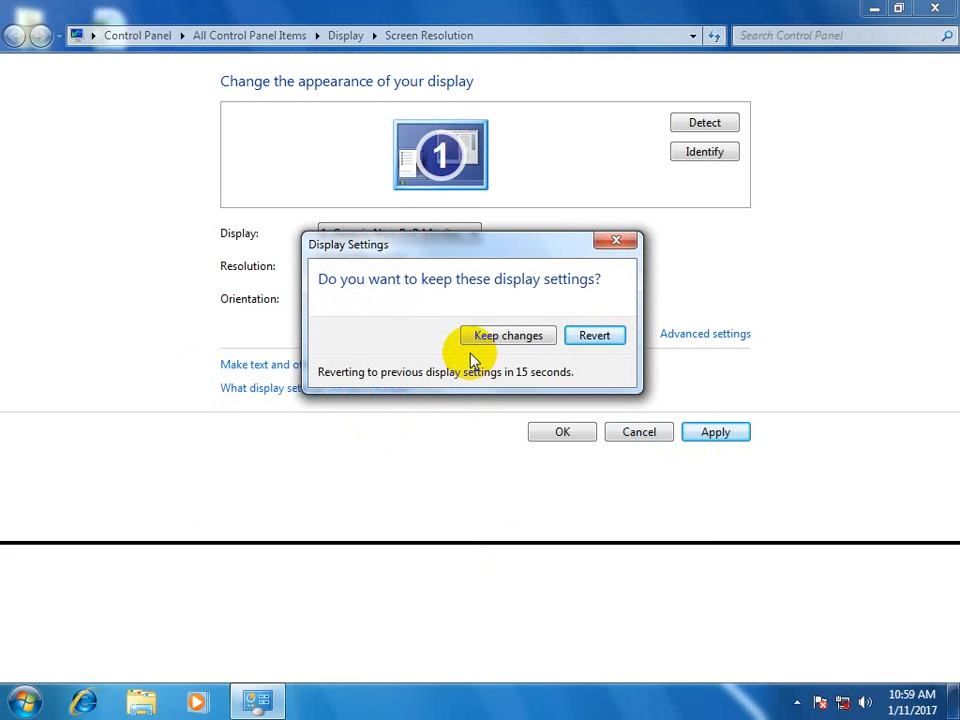 Control Panel All Control Panel Items Display Screen Resolution
Search Control Panel
Change the appearance of your display
1
Detect
Identify
Display:
Resolution:
Orientation:
Display Settings
Do you want to keep these display settings?
Keep changes Revert
Reverting to previous display settings in 15 seconds.
Advanced settings
Make text and
What display
OK Cancel Apply
10:59 AM
1/11/2017